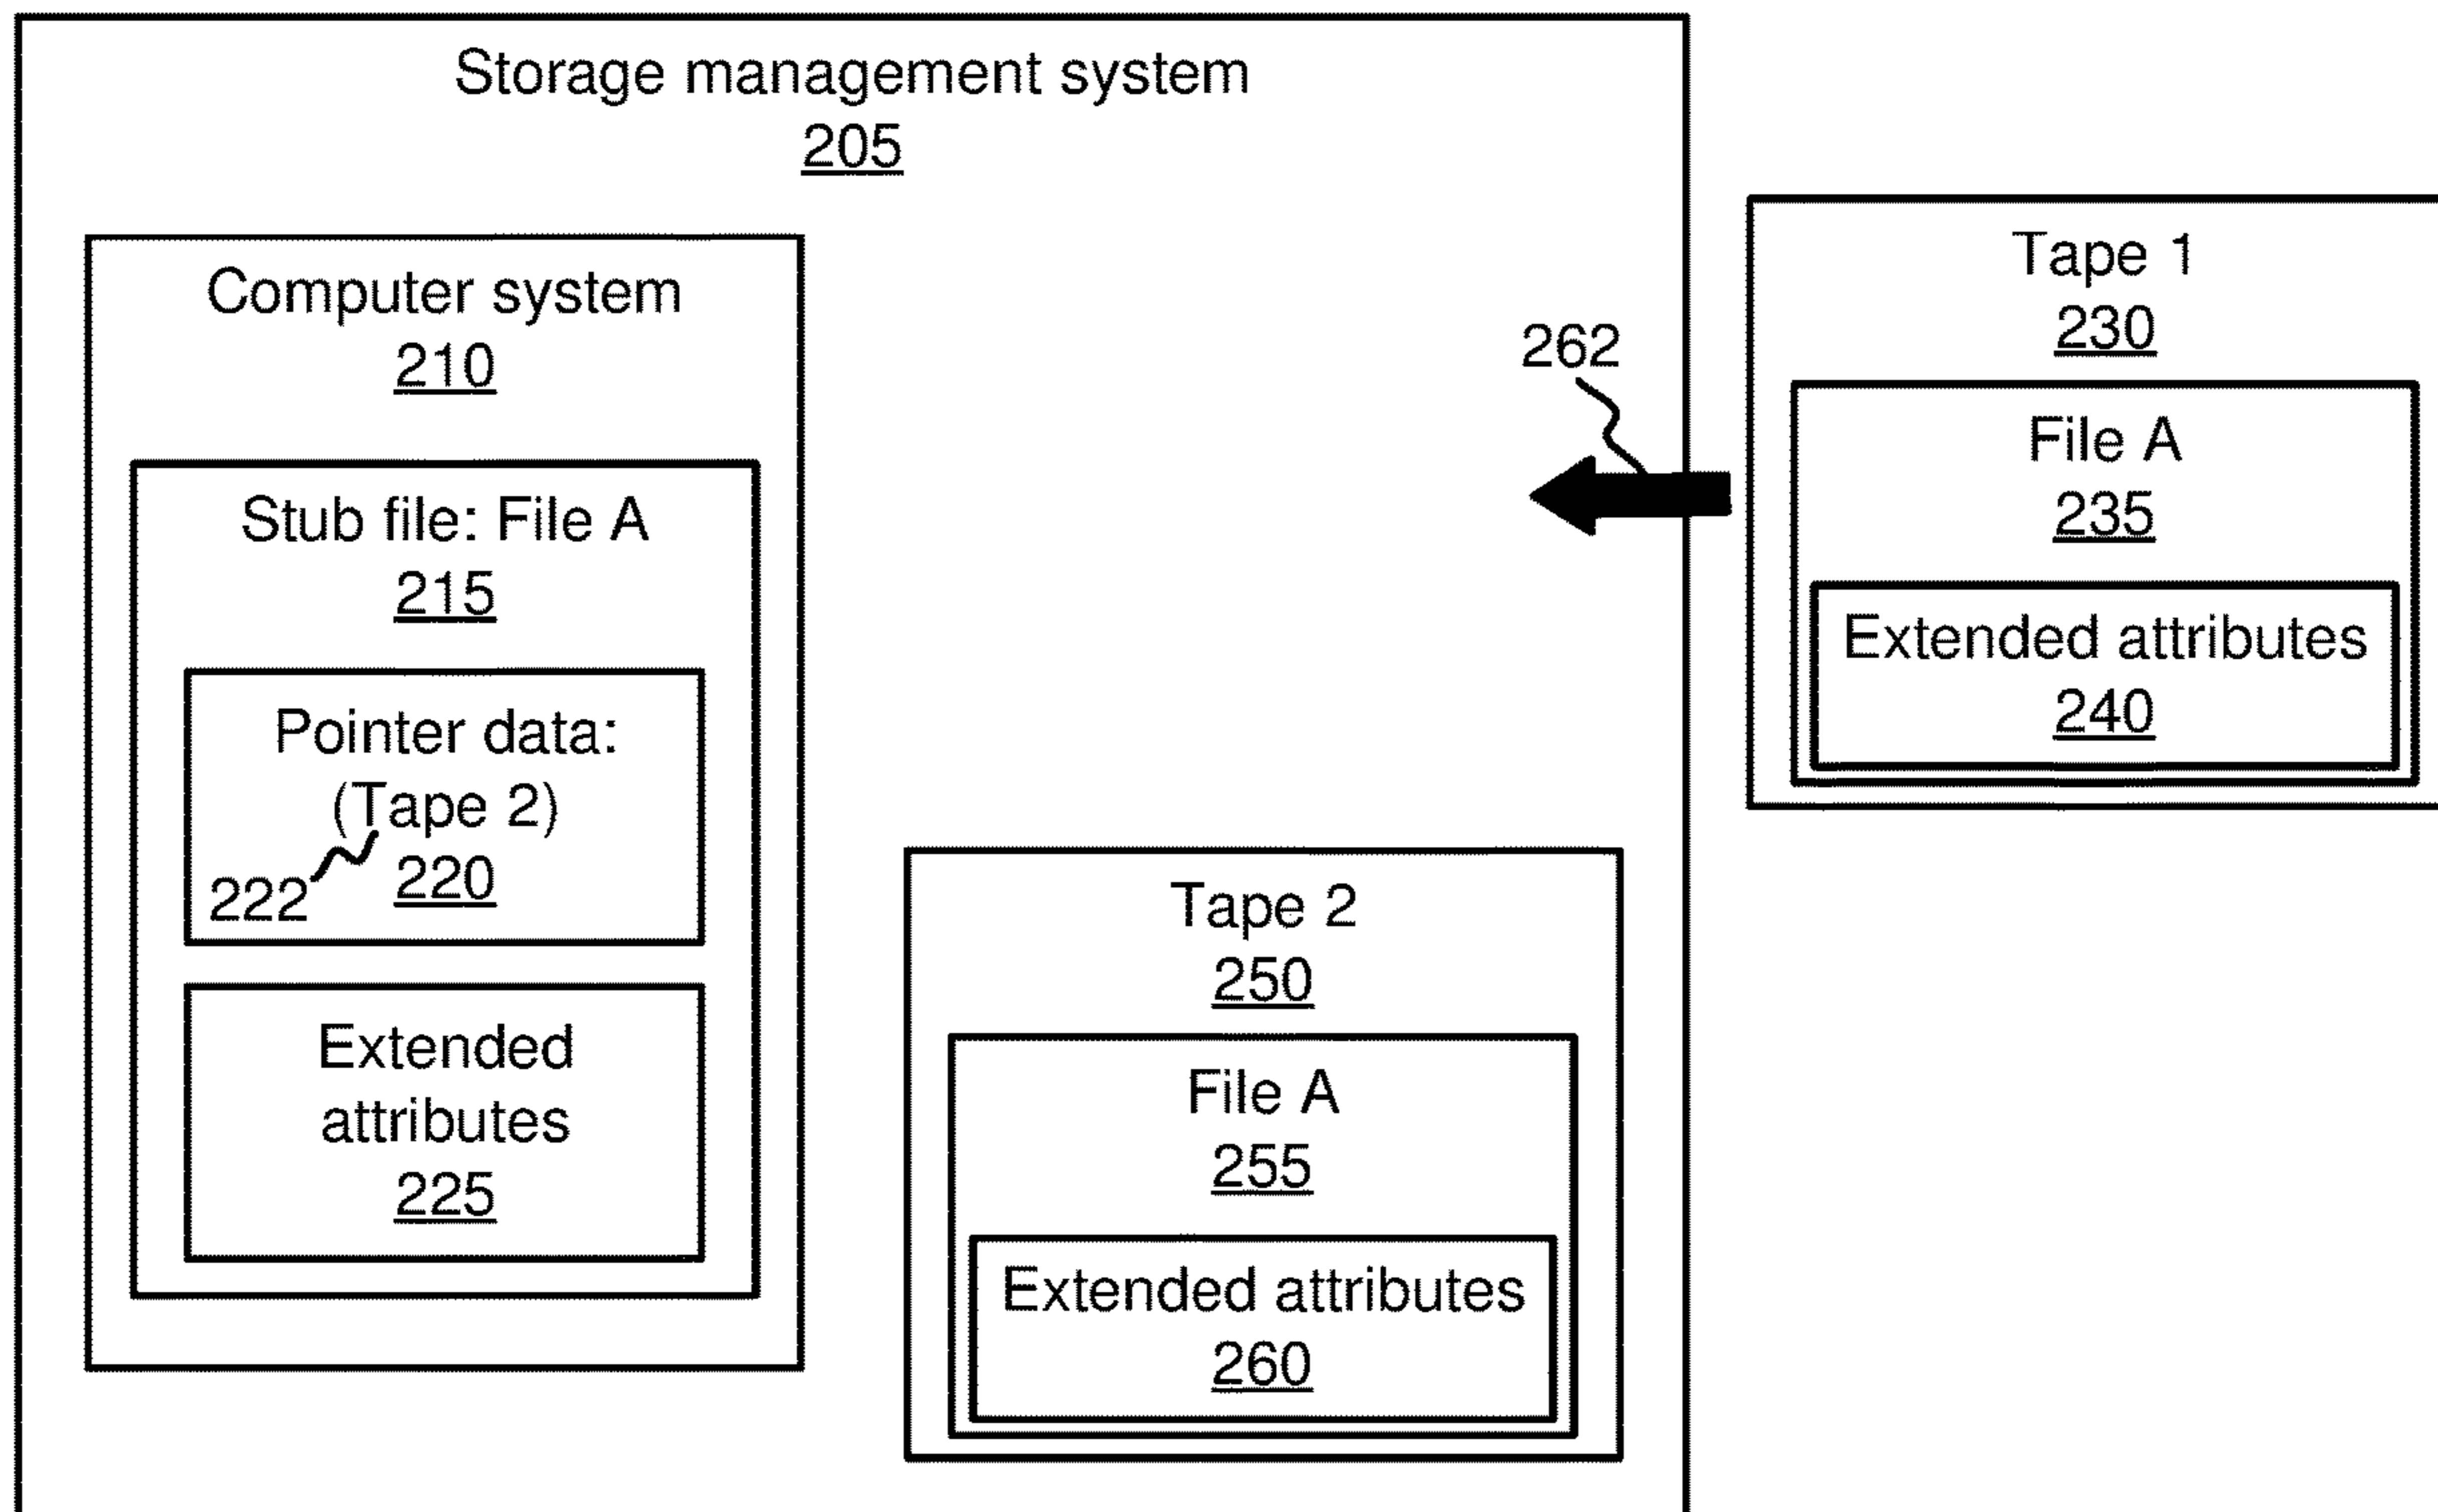 Storage management system
205
Computer system
210
Stub file: File A
215
Pointer data:
(Tape 2)
220
222
Extended
attributes
225
262
Tape 1
230
File A
235
Extended attributes
240
Tape 2
250
File A
255
Extended attributes
260